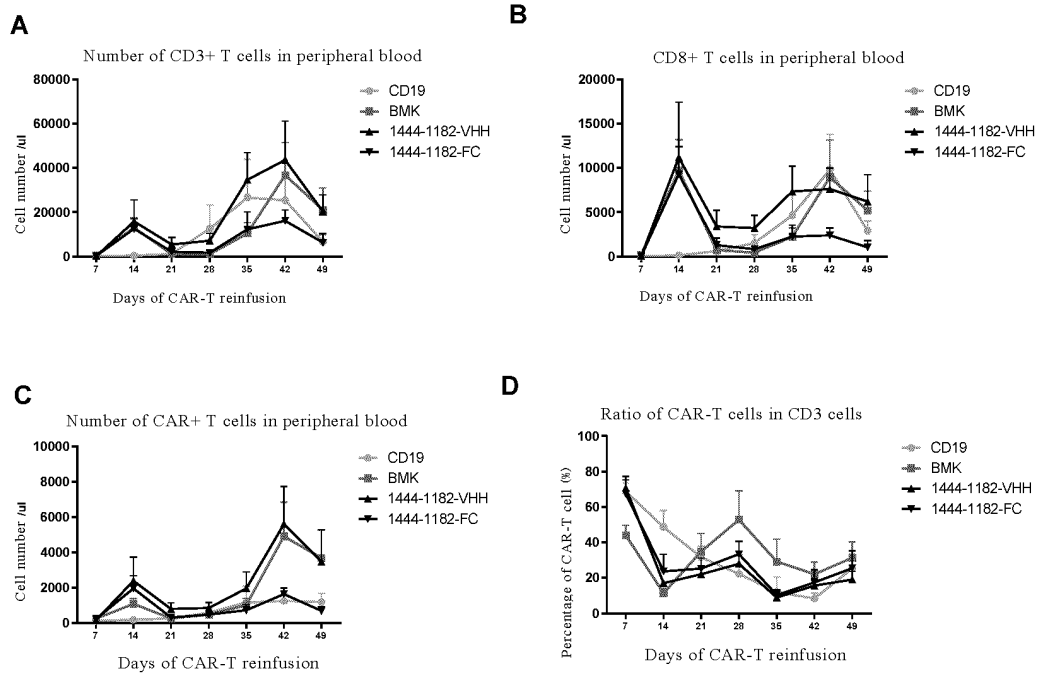 A
Number of CD3+ T cells in peripheral blood
80000
60000
40000
20000
0
Cell number /ul
7 14 21 28 35 42 49
Days of CAR-T reinfusion
CD19
BMK
1444-1182-VHH
1444-1182-FC
B
CD8+ T cells in peripheral blood
20000
15000
10000
5000
0
Cell number /ul
7 14 21 28 35 42 49
Days of CAR-T reinfusion
CD19
BMK
1444-1182-VHH
1444-1182-FC
C
Number of CAR+ T cells in peripheral blood
10000
8000
6000
4000
2000
0
Cell number /ul
7 14 21 28 35 42 49
Days of CAR-T reinfusion
CD19
BMK
1444-1182-VHH
1444-1182-FC
D
Ratio of CAR-T cells in CD3 cells
100
80
60
40
20
0
Percentage of CAR-T cell (%)
7 14 21 28 35 42 49
Days of CAR-T reinfusion
CD19
BMK
1444-1182-VHH
1444-1182-FC